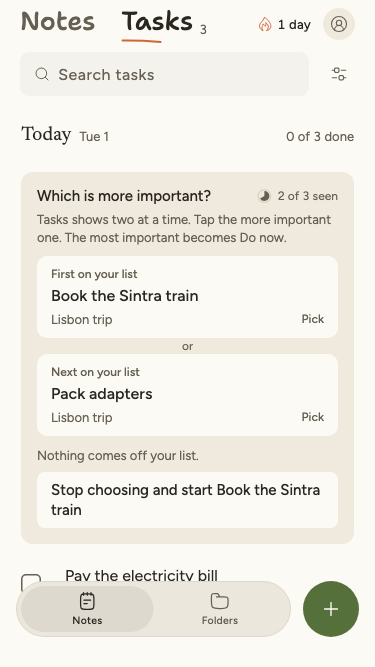 Notes
Tasks 3
1 day
Search tasks
Today Tue 1
0 of 3 done
Which is more important?
2 of 3 seen
Tasks shows two at a time. Tap the more important
one. The most important becomes Do now.
First on your list
Book the Sintra train
Lisbon trip
Pick
or
Next on your list
Pack adapters
Lisbon trip
Pick
Nothing comes off your list.
Stop choosing and start Book the Sintra
train
Pay the electricity bill
Notes
Folders